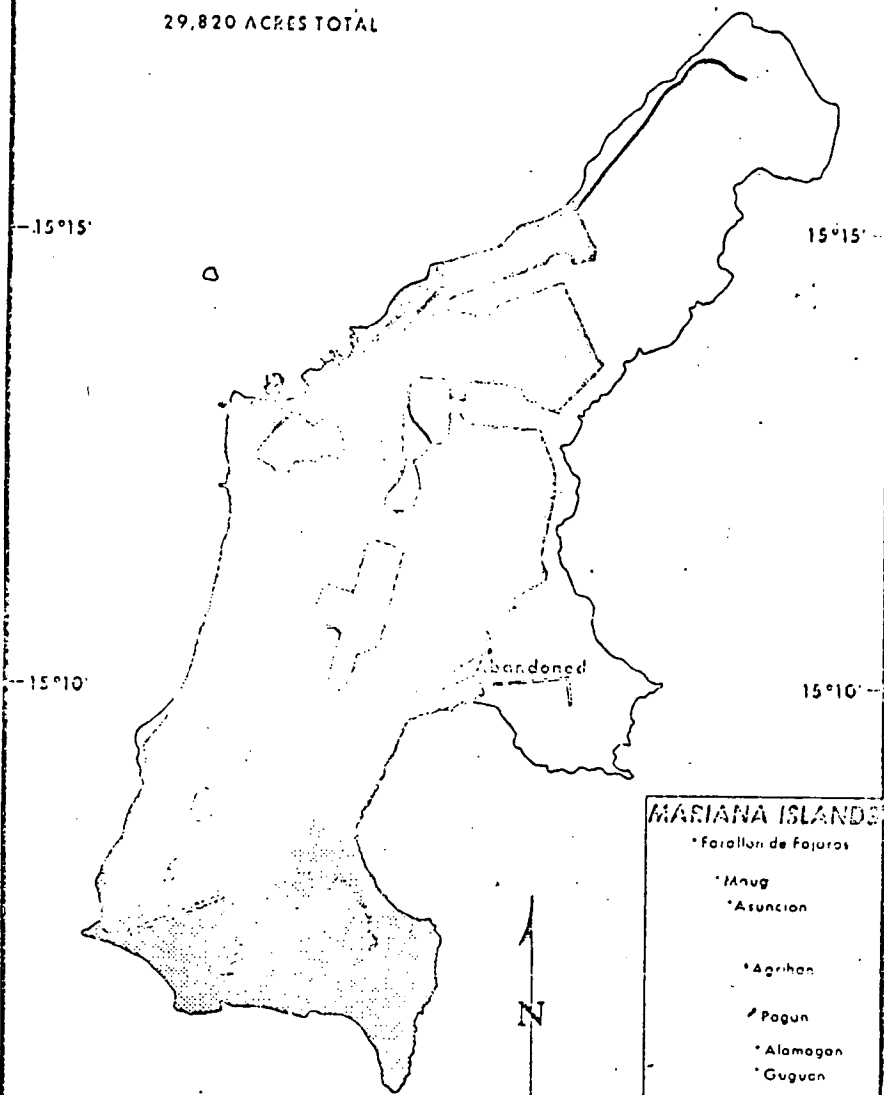 29,820 ACRES TOTAL
15°15'
15°15'
Abandoned
15°10'
15°10'
MARIANA ISLANDS
Farallon de Pajaros
Maug
Asuncion
Agrihan
Pagan
N
Alamagan
Guguan